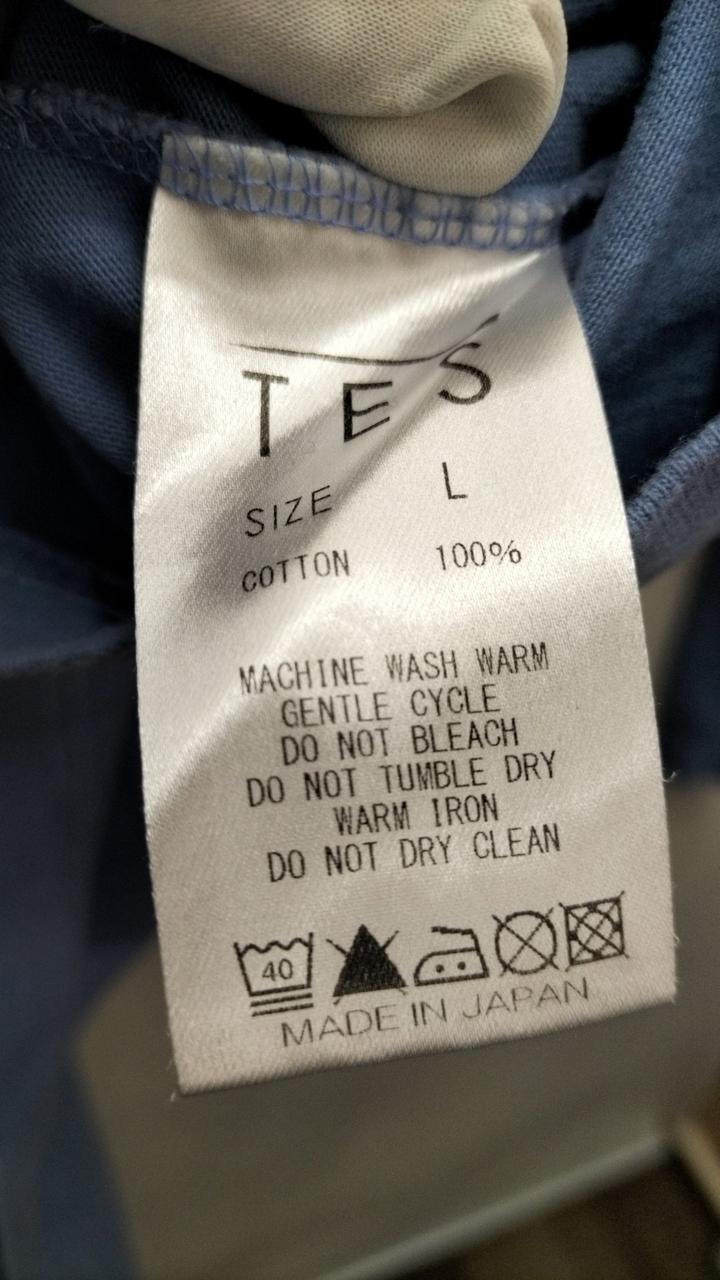 TES
SIZE L
COTTON 100%
MACHINE WASH WARM
GENTLE CYCLE
DO NOT BLEACH
DO NOT TUMBLE DRY
WARM IRON
DO NOT DRY CLEAN
40
MADE IN JAPAN